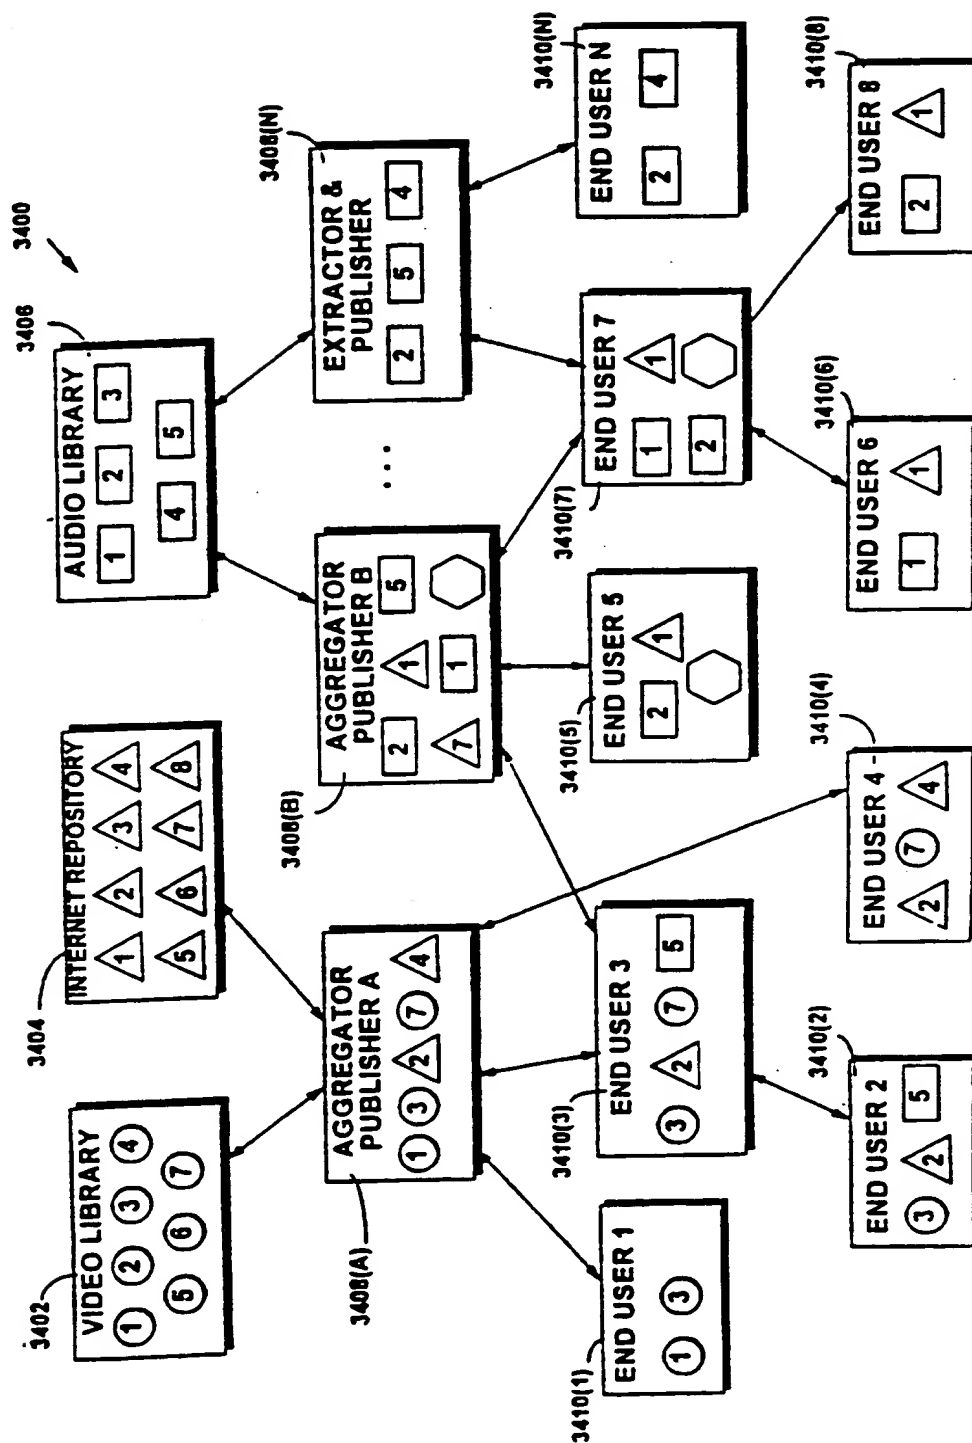 3400
3402
VIDEO LIBRARY
1 2 3 4
5 6 7
3404
INTERNET REPOSITORY
1 2 3 4
5 6 7 8
3406
AUDIO LIBRARY
1 2 3
4 5
3408(A)
AGGREGATOR
PUBLISHER A
1 3 2 7 4
3408(B)
AGGREGATOR
PUBLISHER B
2 1 5
7 1
...
3408(N)
EXTRACTOR &
PUBLISHER
2 5 4
3410(1)
END USER 1
1 3
3410(3)
END USER 3
3 2 7 5
3410(5)
END USER 5
2 1
3410(7)
END USER 7
1 1
2
3410(N)
END USER N
2 4
3410(2)
END USER 2
3 2 5
3410(4)
END USER 4
2 7 4
3410(6)
END USER 6
1 1
3410(8)
END USER 8
2 1